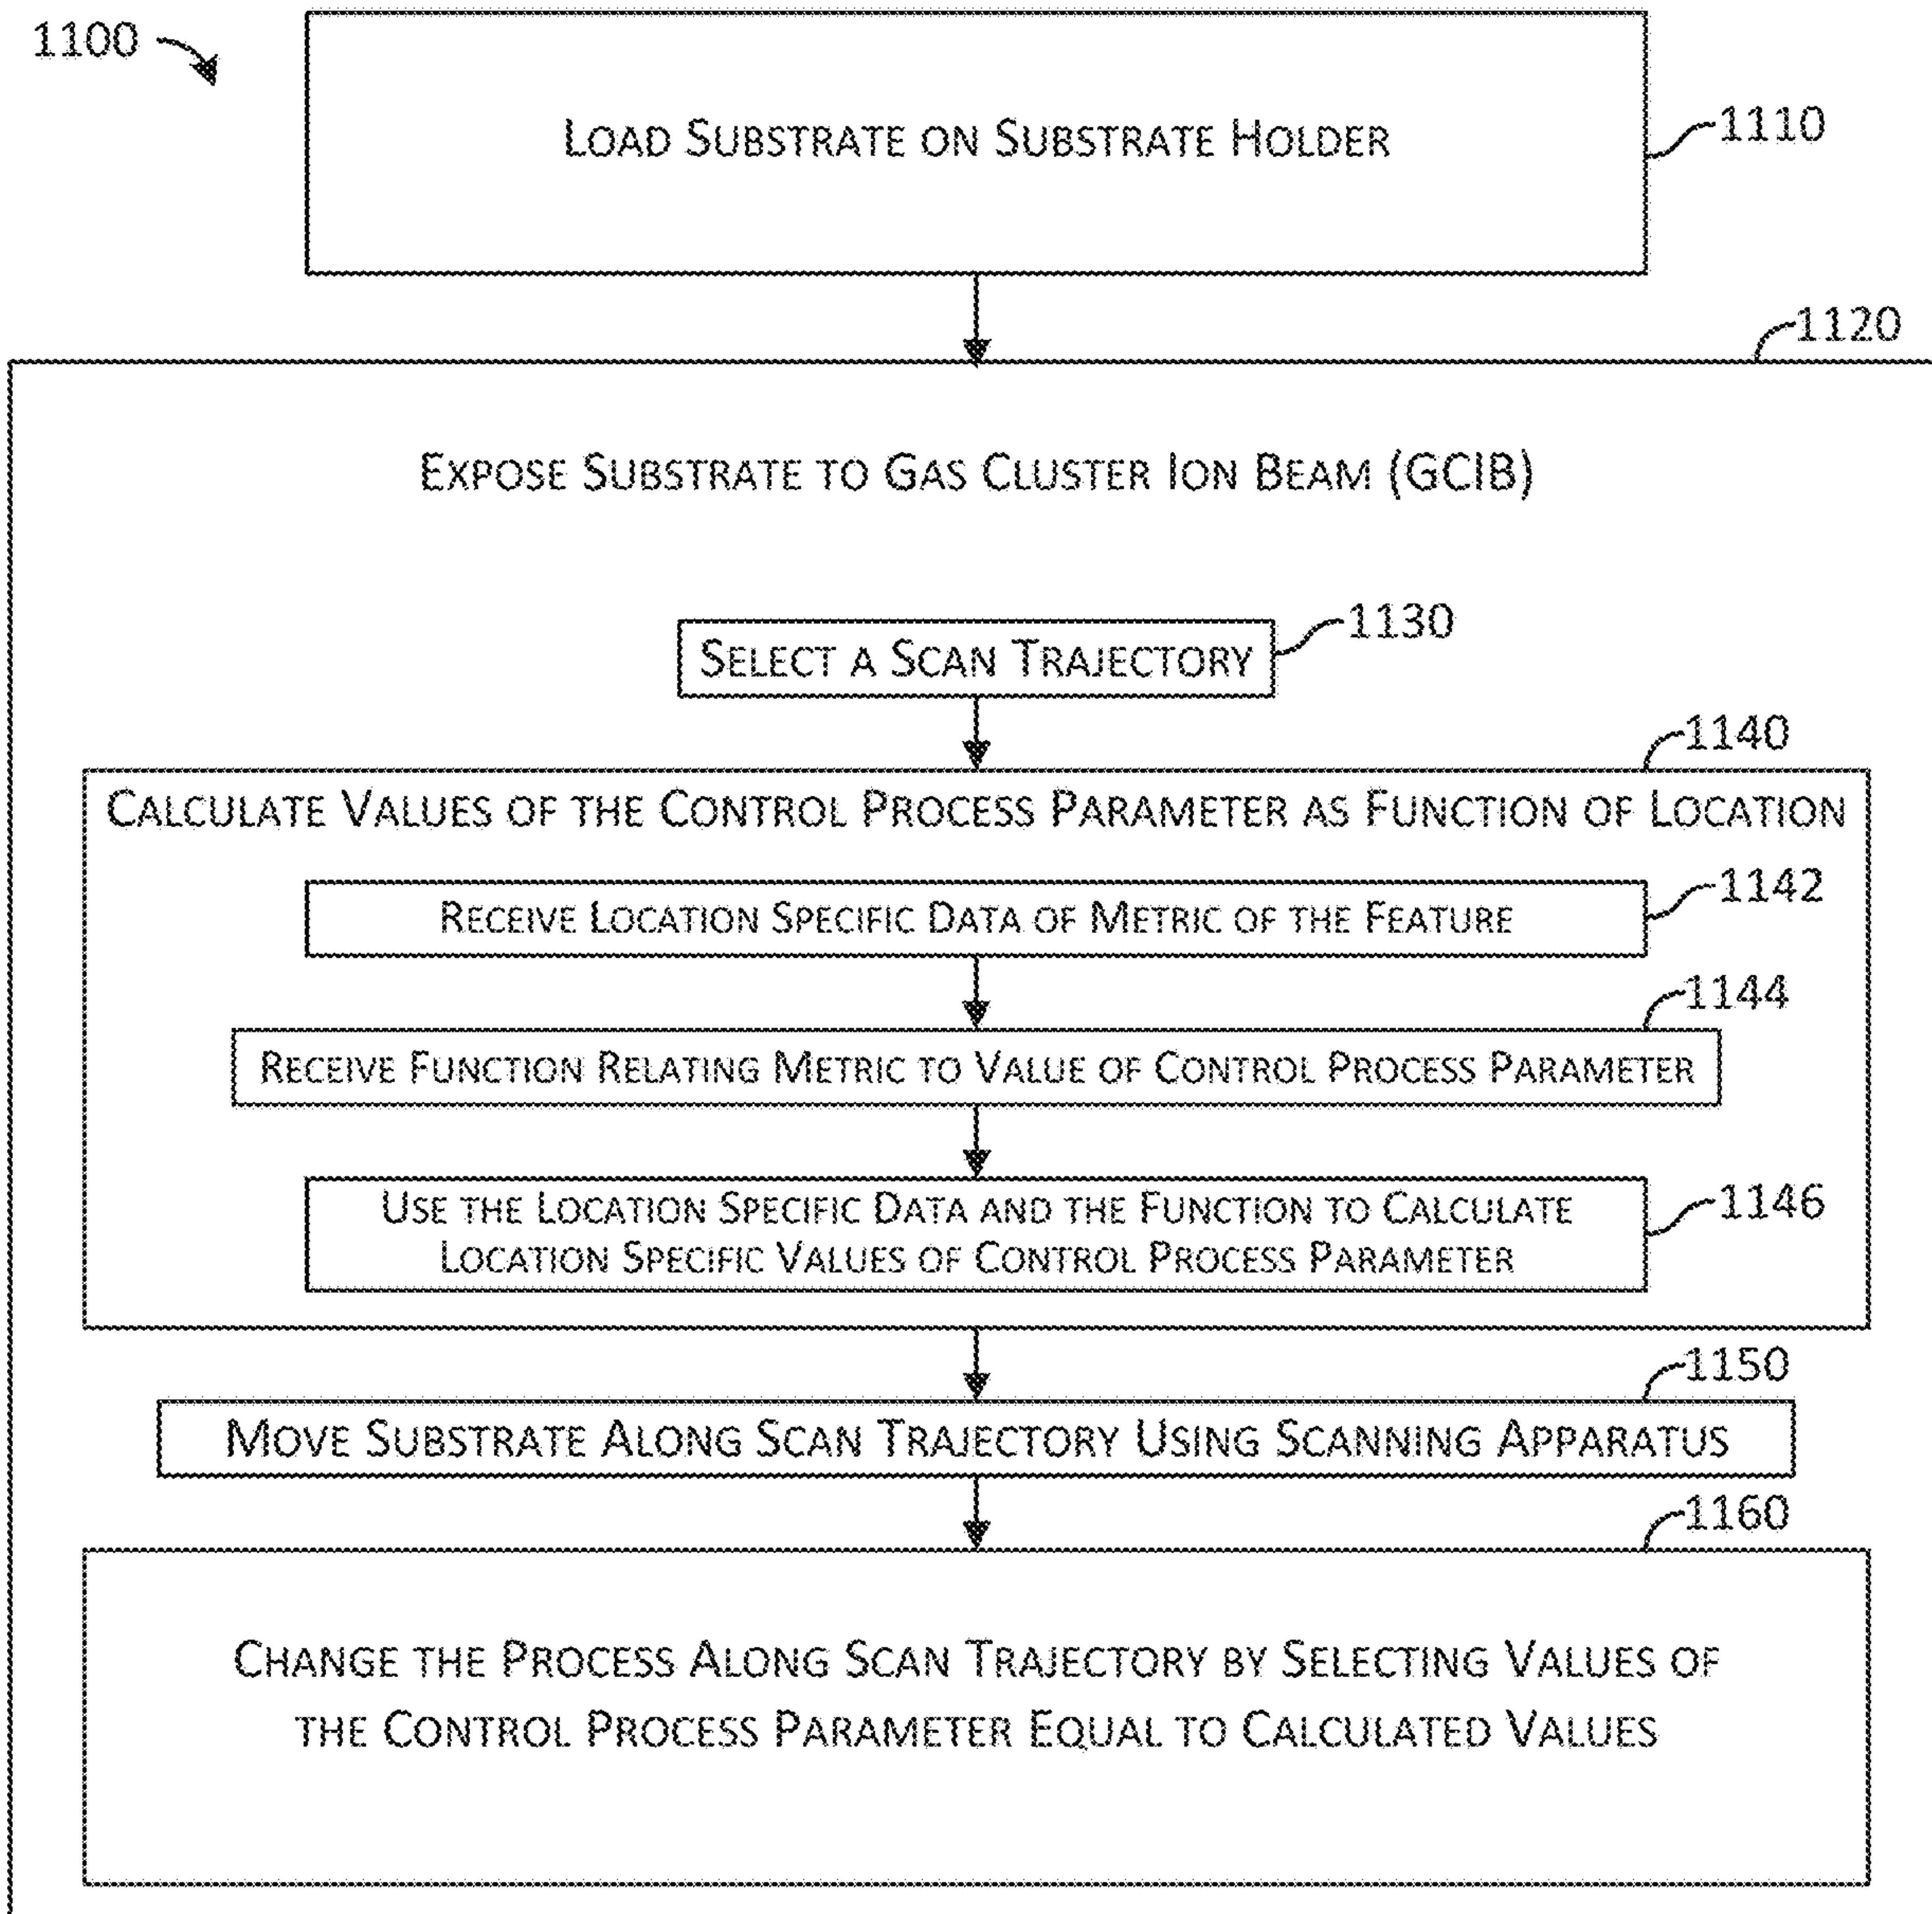 1100
LOAD SUBSTRATE ON SUBSTRATE HOLDER
1110
1120
EXPOSE SUBSTRATE TO GAS CLUSTER ION BEAM (GCIB)
1130
SELECT A SCAN TRAJECTORY
1140
CALCULATE VALUES OF THE CONTROL PROCESS PARAMETER AS FUNCTION OF LOCATION
1142
RECEIVE LOCATION SPECIFIC DATA OF METRIC OF THE FEATURE
1144
RECEIVE FUNCTION RELATING METRIC TO VALUE OF CONTROL PROCESS PARAMETER
1146
USE THE LOCATION SPECIFIC DATA AND THE FUNCTION TO CALCULATE
LOCATION SPECIFIC VALUES OF CONTROL PROCESS PARAMETER
1150
MOVE SUBSTRATE ALONG SCAN TRAJECTORY USING SCANNING APPARATUS
1160
CHANGE THE PROCESS ALONG SCAN TRAJECTORY BY SELECTING VALUES OF
THE CONTROL PROCESS PARAMETER EQUAL TO CALCULATED VALUES